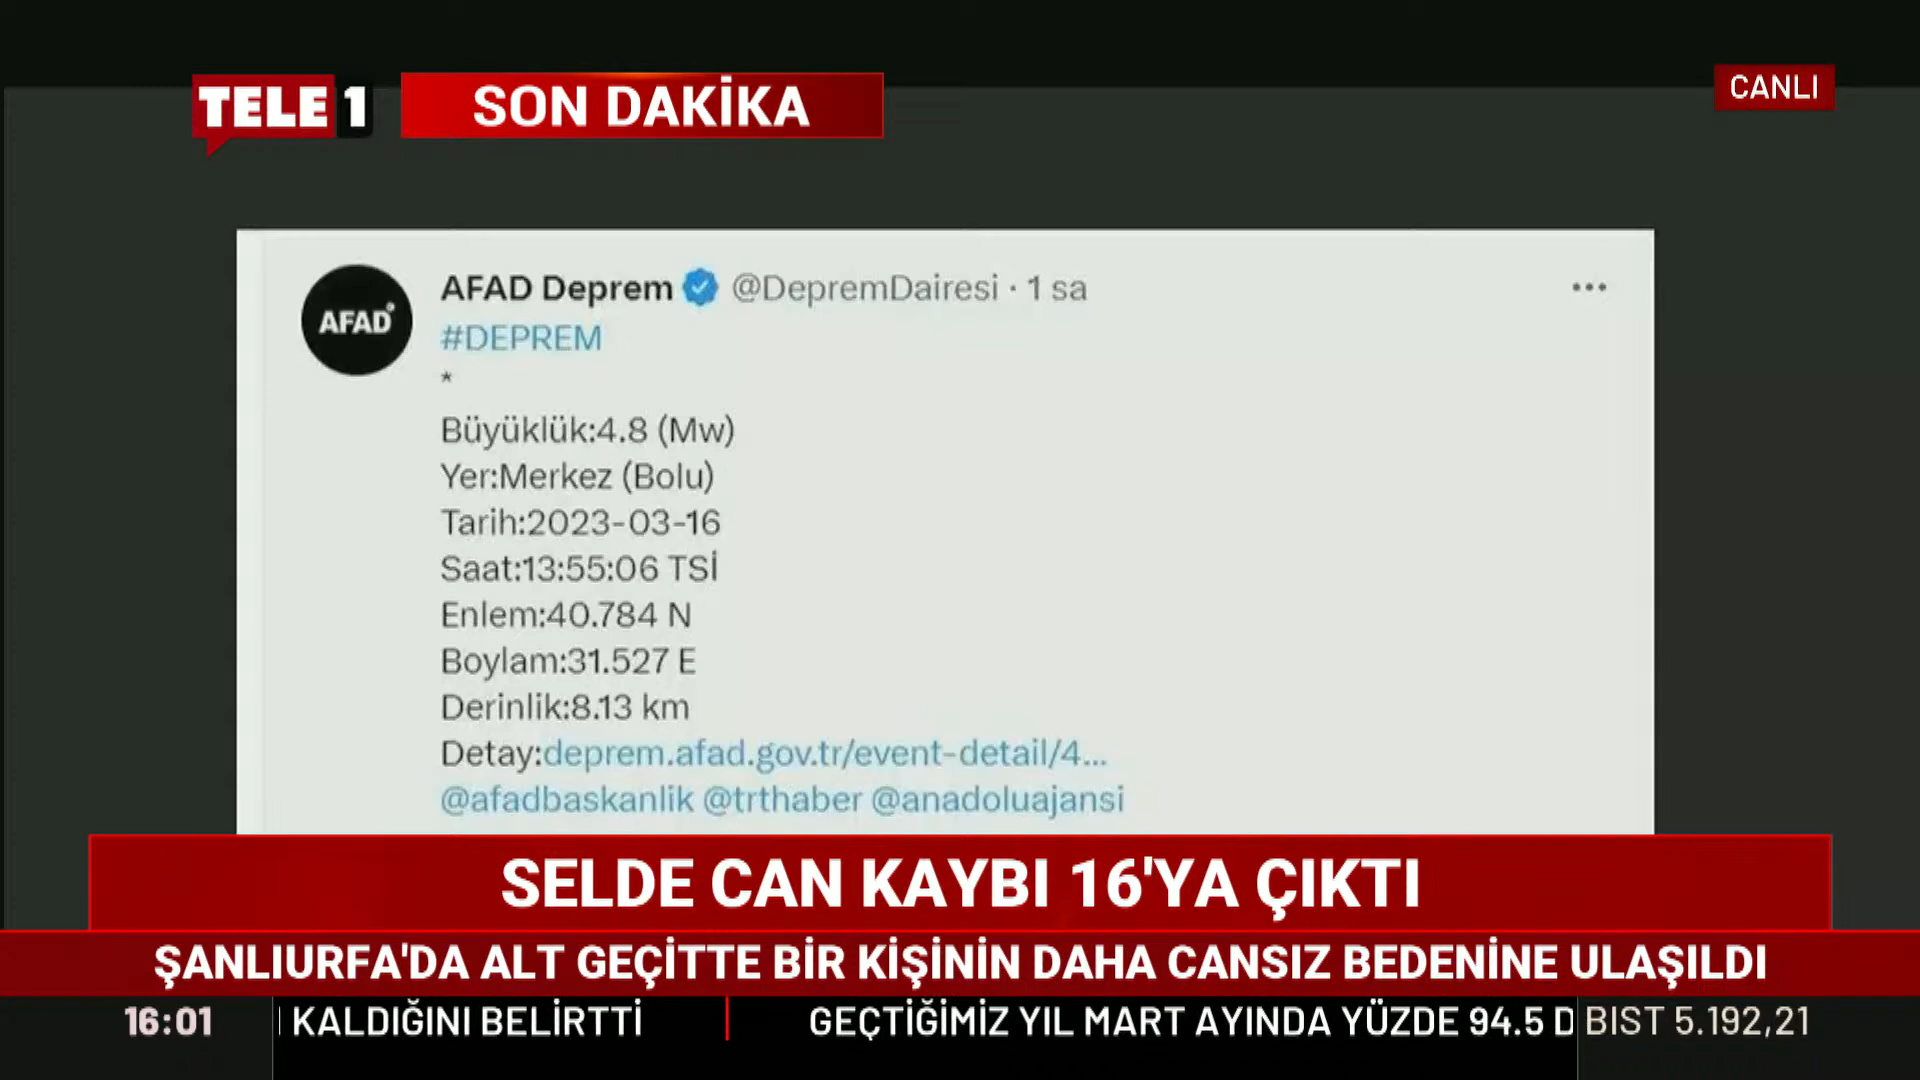 TELE 1
SON DAKİKA
CANLI
AFAD
AFAD Deprem @DepremDairesi · 1 sa
#DEPREM
*
Büyüklük:4.8 (Mw)
Yer:Merkez (Bolu)
Tarih:2023-03-16
Saat:13:55:06 TSİ
Enlem:40.784 N
Boylam:31.527 E
Derinlik:8.13 km
Detay:deprem.afad.gov.tr/event-detail/4...
@afadbaskanlik @trthaber @anadoluajansi
SELDE CAN KAYBI 16'YA ÇIKTI
ŞANLIURFA'DA ALT GEÇİTTE BİR KİŞİNİN DAHA CANSIZ BEDENİNE ULAŞILDI
16:01 KALDIĞINI BELİRTTİ | GEÇTİĞİMİZ YIL MART AYINDA YÜZDE 94.5 D BIST 5.192,21